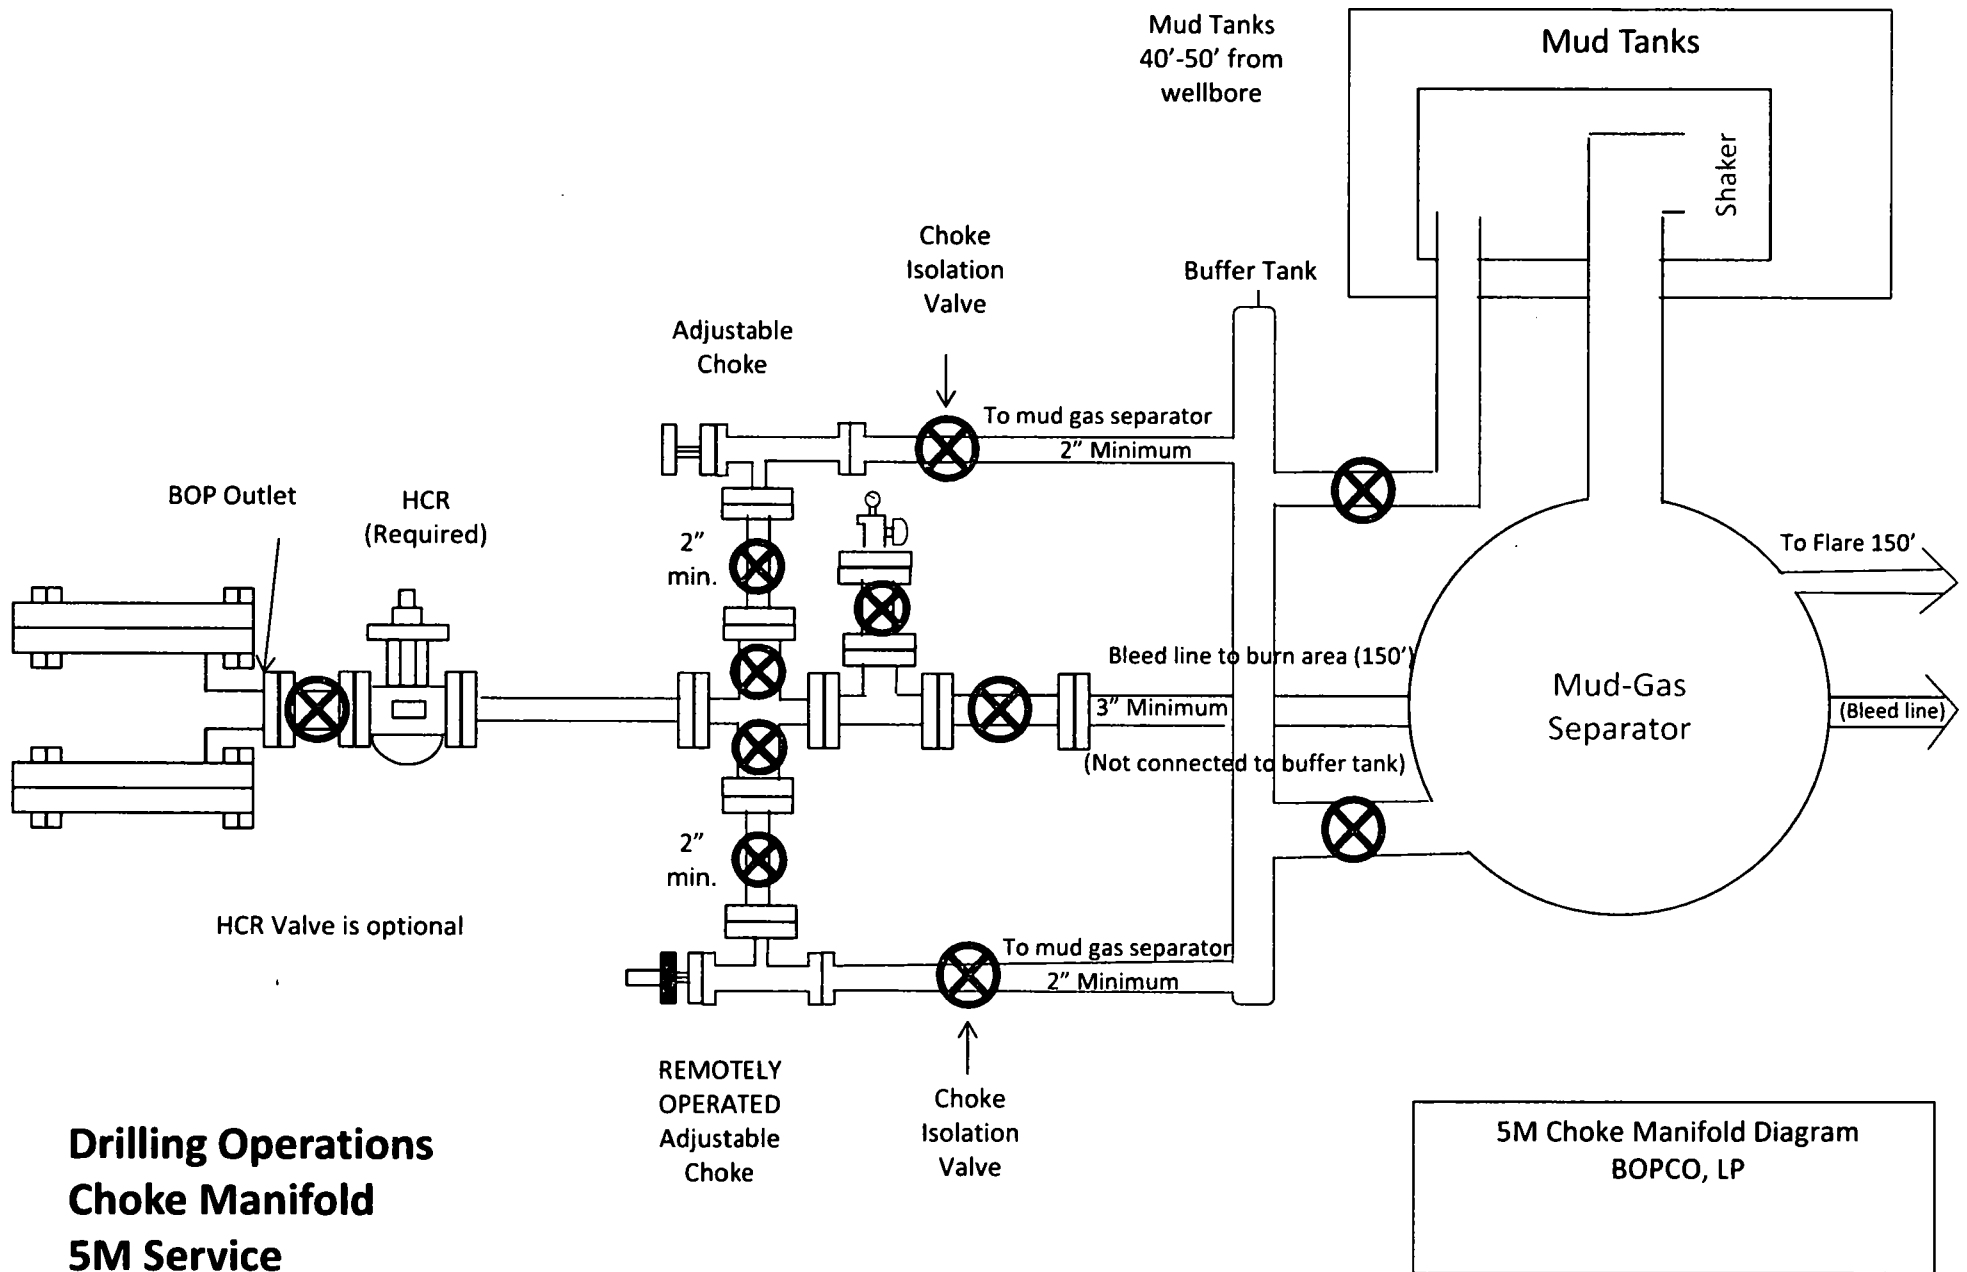 Mud Tanks
40'-50' from
wellbore
Mud Tanks
Shaker
Choke
Isolation
Valve
Buffer Tank
Adjustable
Choke
To mud gas separator
2" Minimum
BOP Outlet
HCR
(Required)
2"
min.
To Flare 150'
Bleed line to burn area (150')
3" Minimum
(Not connected to buffer tank)
Mud-Gas
Separator
(Bleed line)
2"
min.
HCR Valve is optional
To mud gas separator
2" Minimum
REMOTELY
OPERATED
Adjustable
Choke
Choke
Isolation
Valve
Drilling Operations
Choke Manifold
5M Service
5M Choke Manifold Diagram
BOPCO, LP